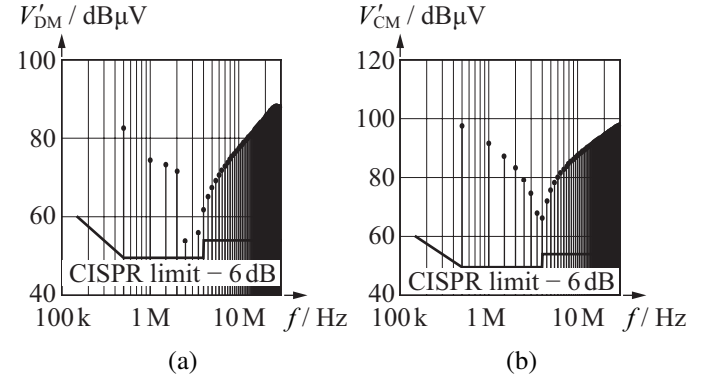 V′DM / dBµV
100
80
60
40
CISPR limit − 6 dB
100 k
1 M
10 M
f / Hz
(a)
V′CM / dBµV
120
100
80
60
40
CISPR limit − 6 dB
100 k
1 M
10 M
f / Hz
(b)